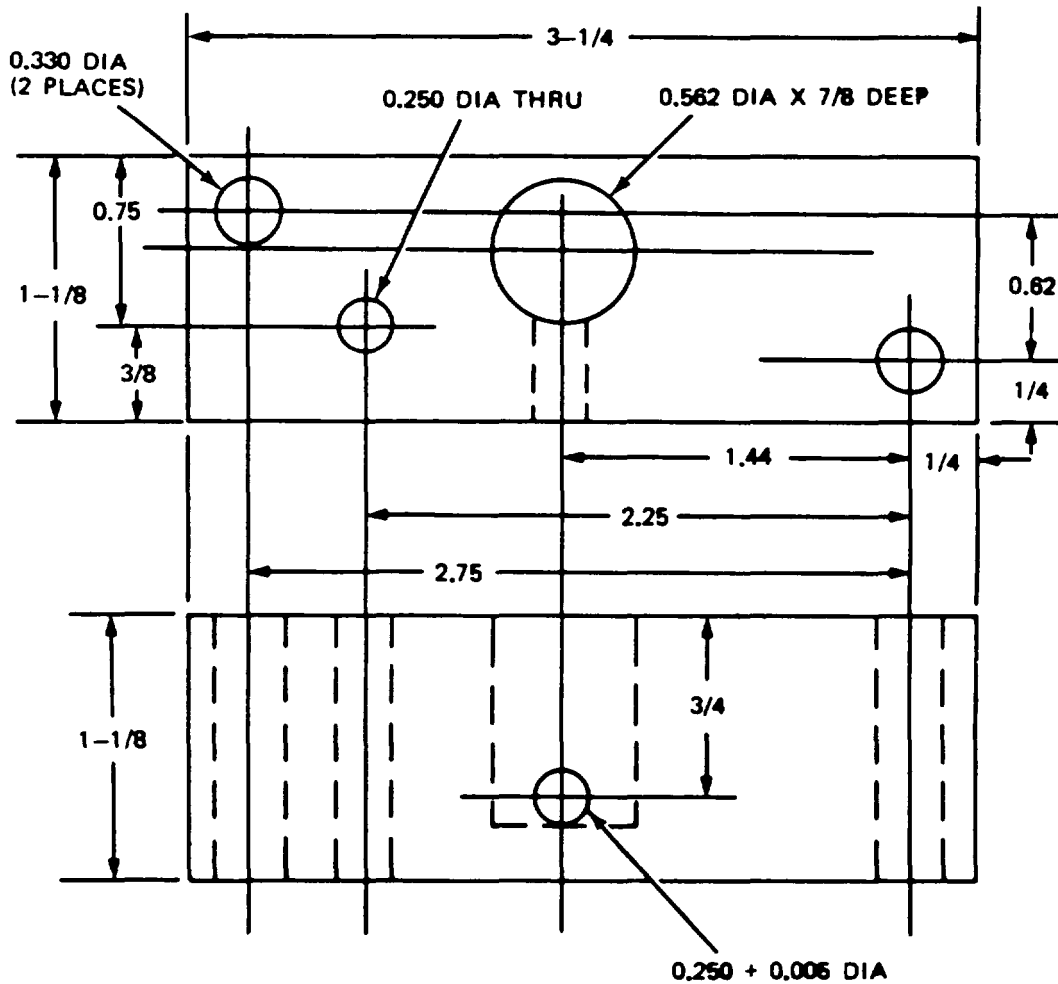 3-1/4
0.330 DIA
(2 PLACES)
0.250 DIA THRU
0.562 DIA X 7/8 DEEP
0.75
0.62
1-1/8
3/8
1/4
1.44
1/4
2.25
2.75
3/4
1-1/8
0.250 + 0.005 DIA